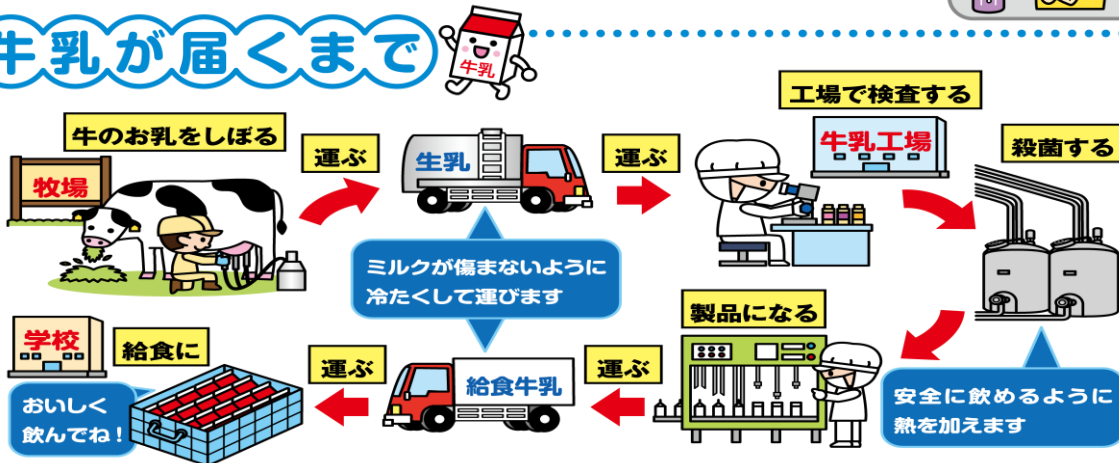 牛乳が届くまで
牛乳
工場で検査する
牛のお乳をしぼる
運ぶ
生乳
運ぶ
牛乳工場
殺菌する
牧場
ミルクが傷まないように
冷たくして運びます
製品になる
学校
給食に
運ぶ
給食牛乳
運ぶ
おいしく
飲んでね!
安全に飲めるように
熱を加えます